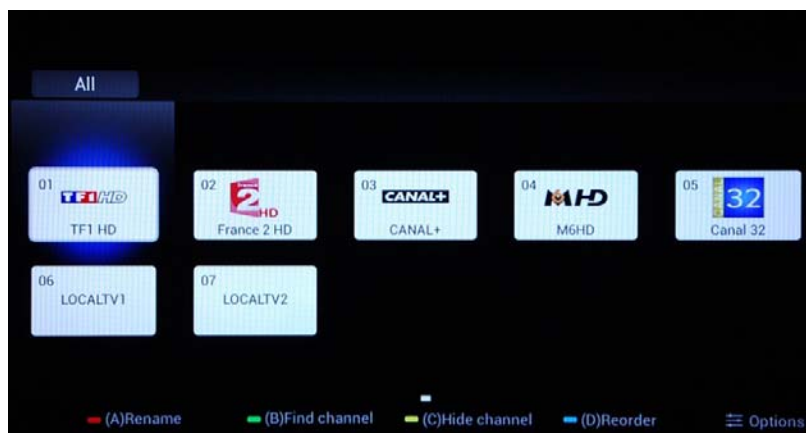 All
01
TF1 HD
TF1 HD
02
France
2
HD
France 2 HD
03
CANAL+
CANAL+
04
M HD
M6HD
05
32
Canal 32
06
LOCALTV1
07
LOCALTV2
(A)Rename
(B)Find channel
(C)Hide channel
(D)Reorder
Options